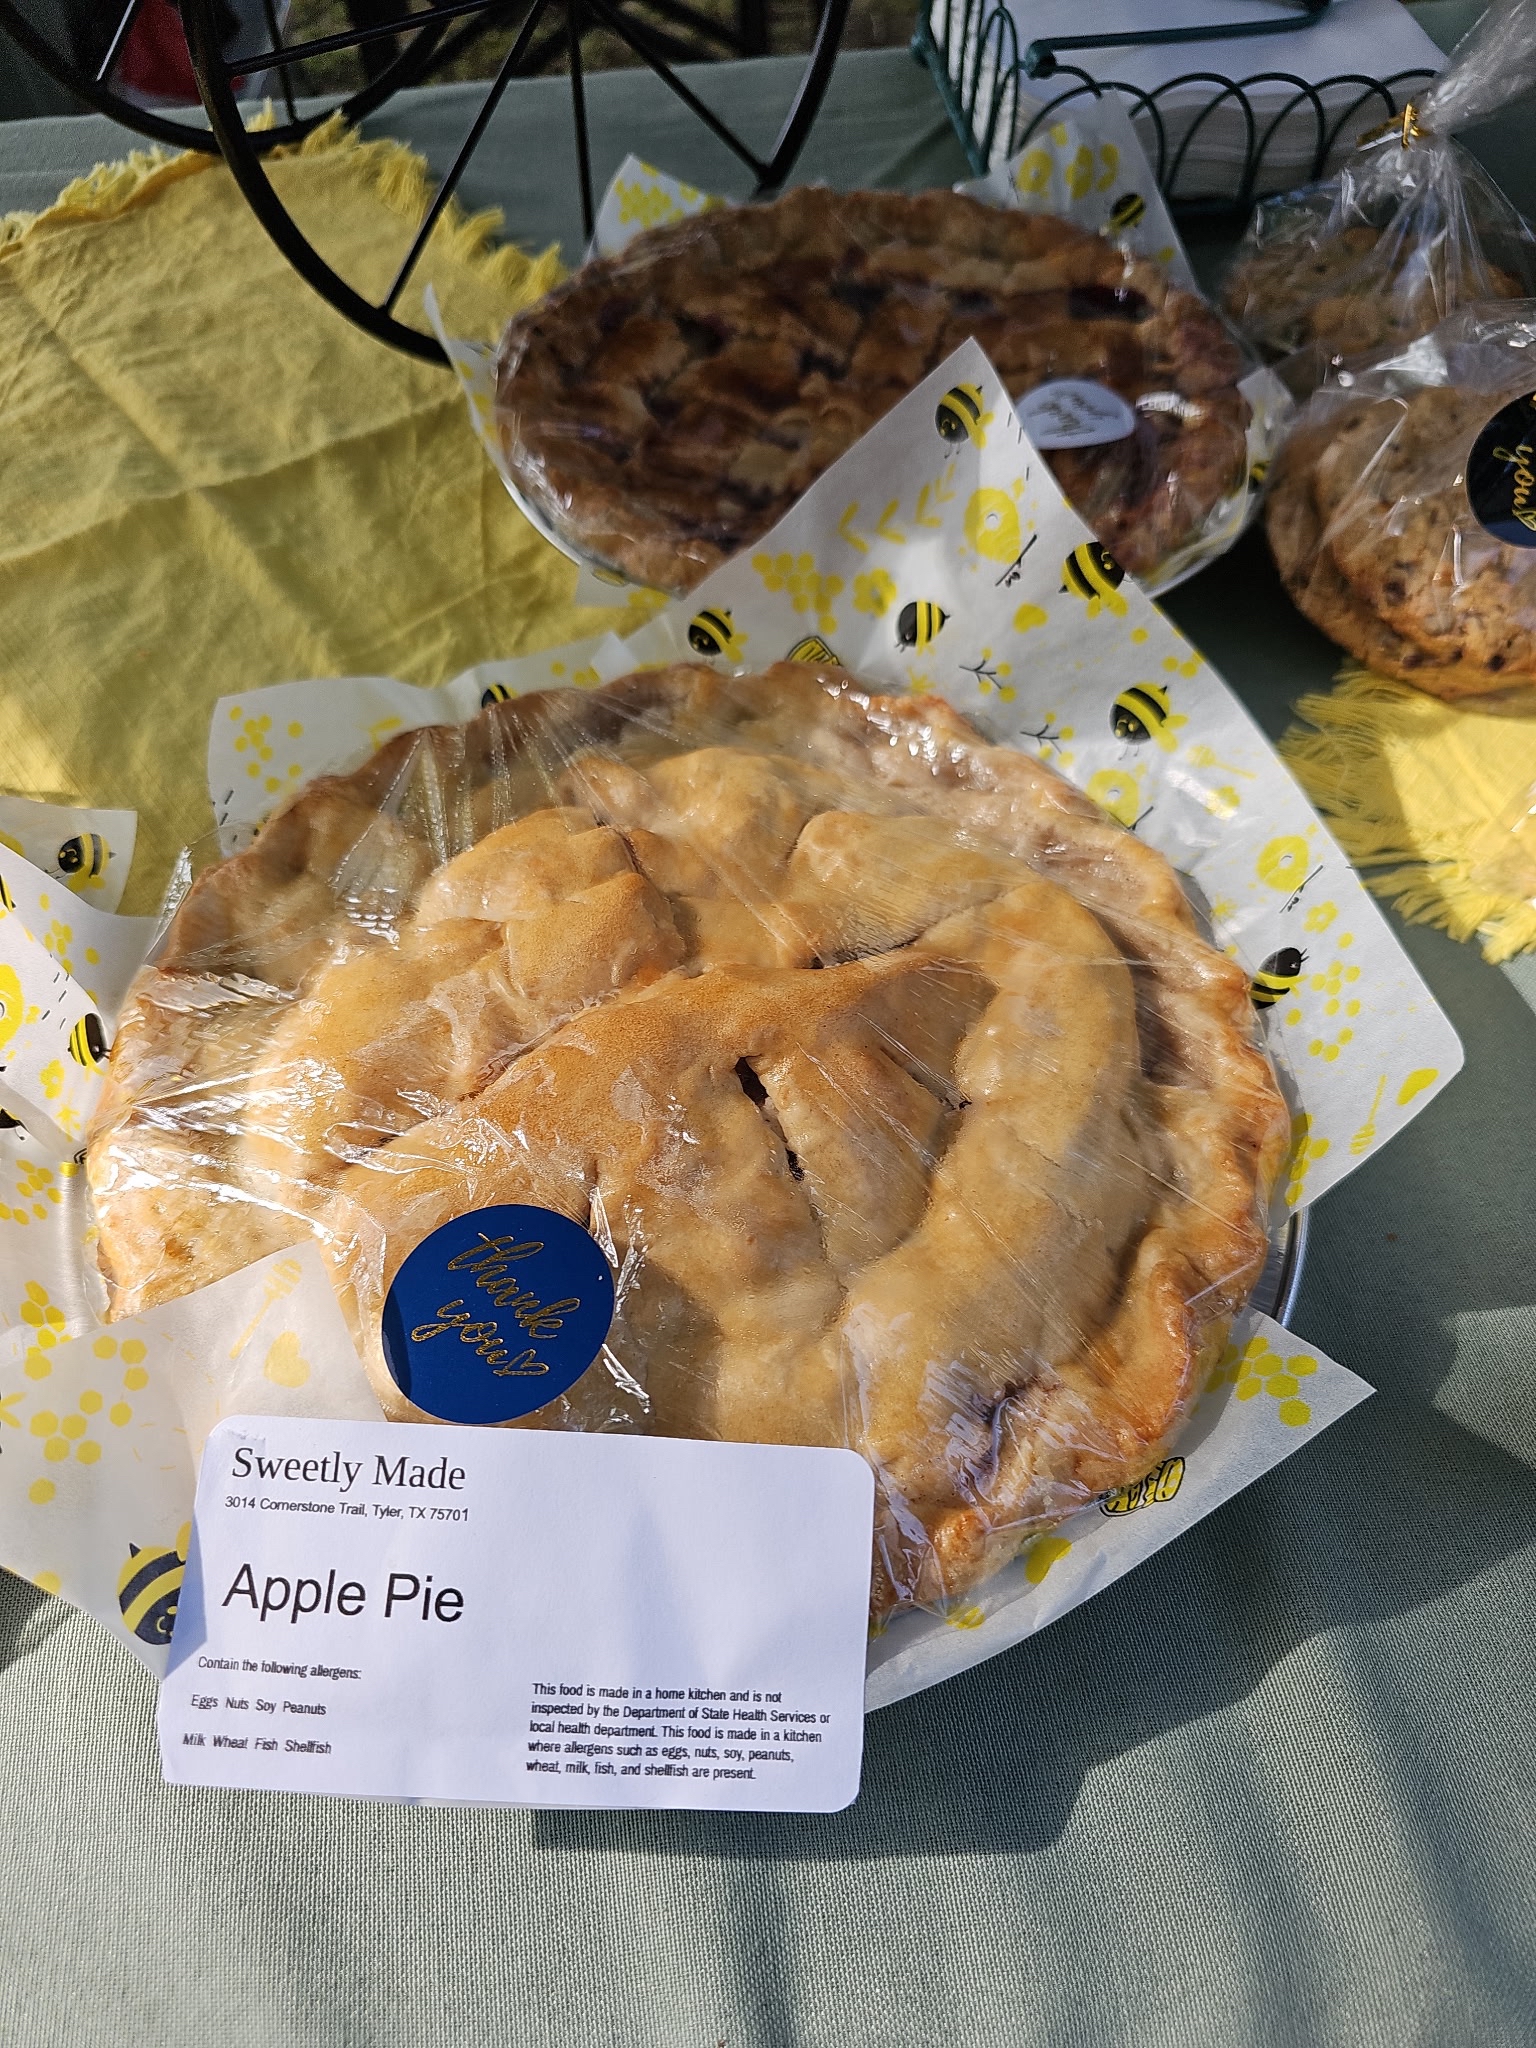 thank
you
you
thank
you
Sweetly Made
3014 Cornerstone Trail, Tyler, TX 75701
Apple Pie
Contain the following allergens:
Eggs Nuts Soy Peanuts
Milk Wheat Fish Shellfish
This food is made in a home kitchen and is not
inspected by the Department of State Health Services or
local health department. This food is made in a kitchen
where allergens such as eggs, nuts, soy, peanuts,
wheat, milk, fish, and shellfish are present.